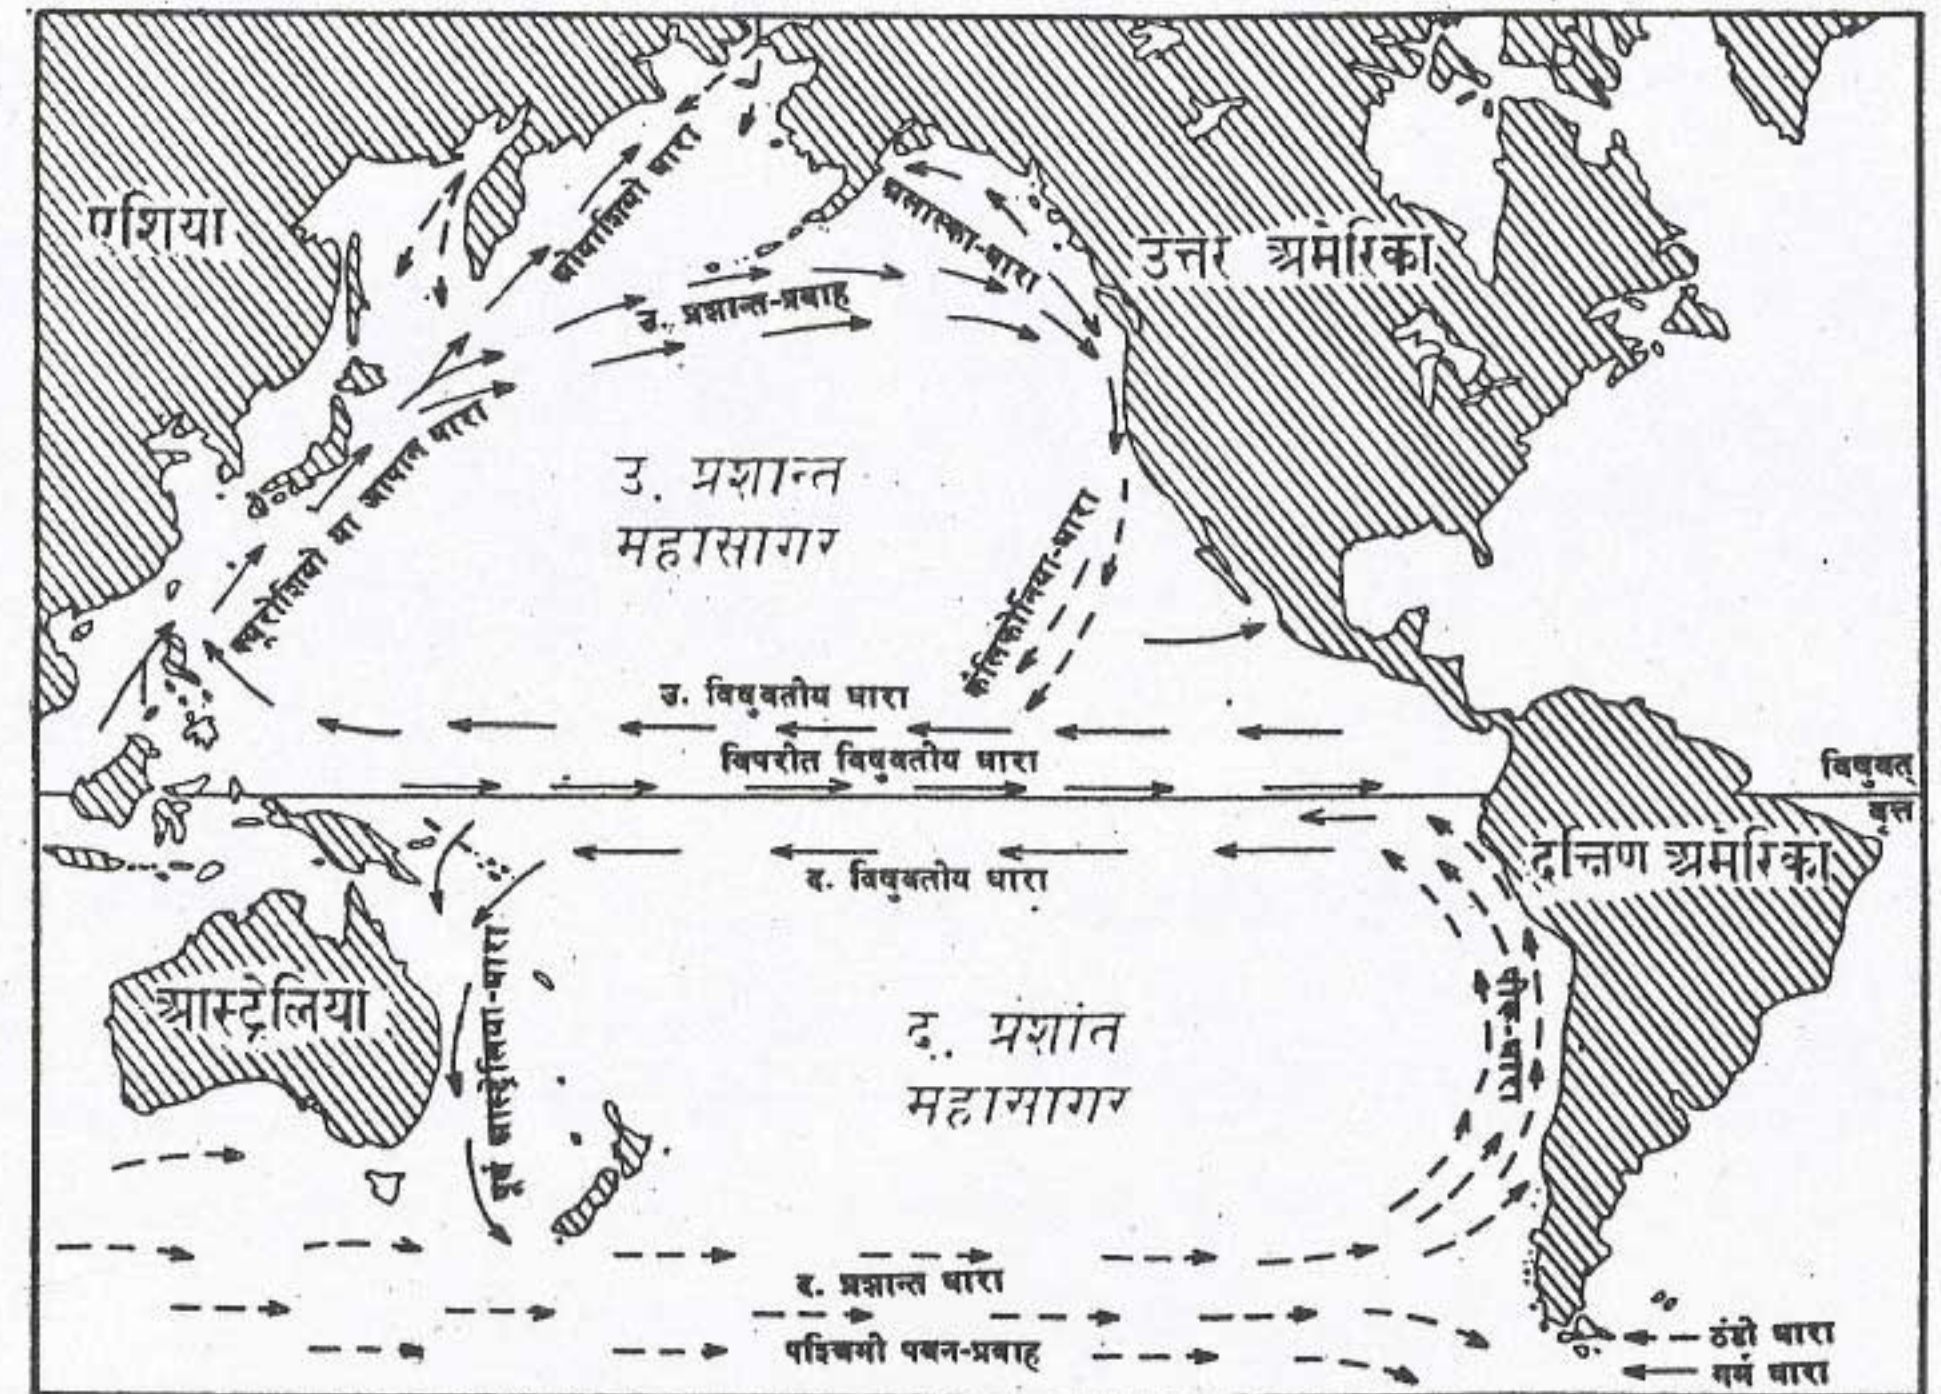 एशिया
ओयाशिवो धारा
अलास्का-धारा
उत्तर अमेरिका
उ. प्रशान्त-प्रवाह
क्यूरोशिवो या जापान धारा
उ. प्रशान्त
महासागर
कैलिफोर्निया-धारा
उ. विषुवतीय धारा
विपरीत विषुवतीय धारा
विषुवत्
वृत्त
द. विषुवतीय धारा
दक्षिण अमेरिका
पूर्व आस्ट्रेलिया-धारा
आस्ट्रेलिया
द. प्रशांत
महासागर
पीरू-धारा
द. प्रशान्त धारा
पश्चिमी पवन-प्रवाह
ठंडी धारा
गर्म धारा